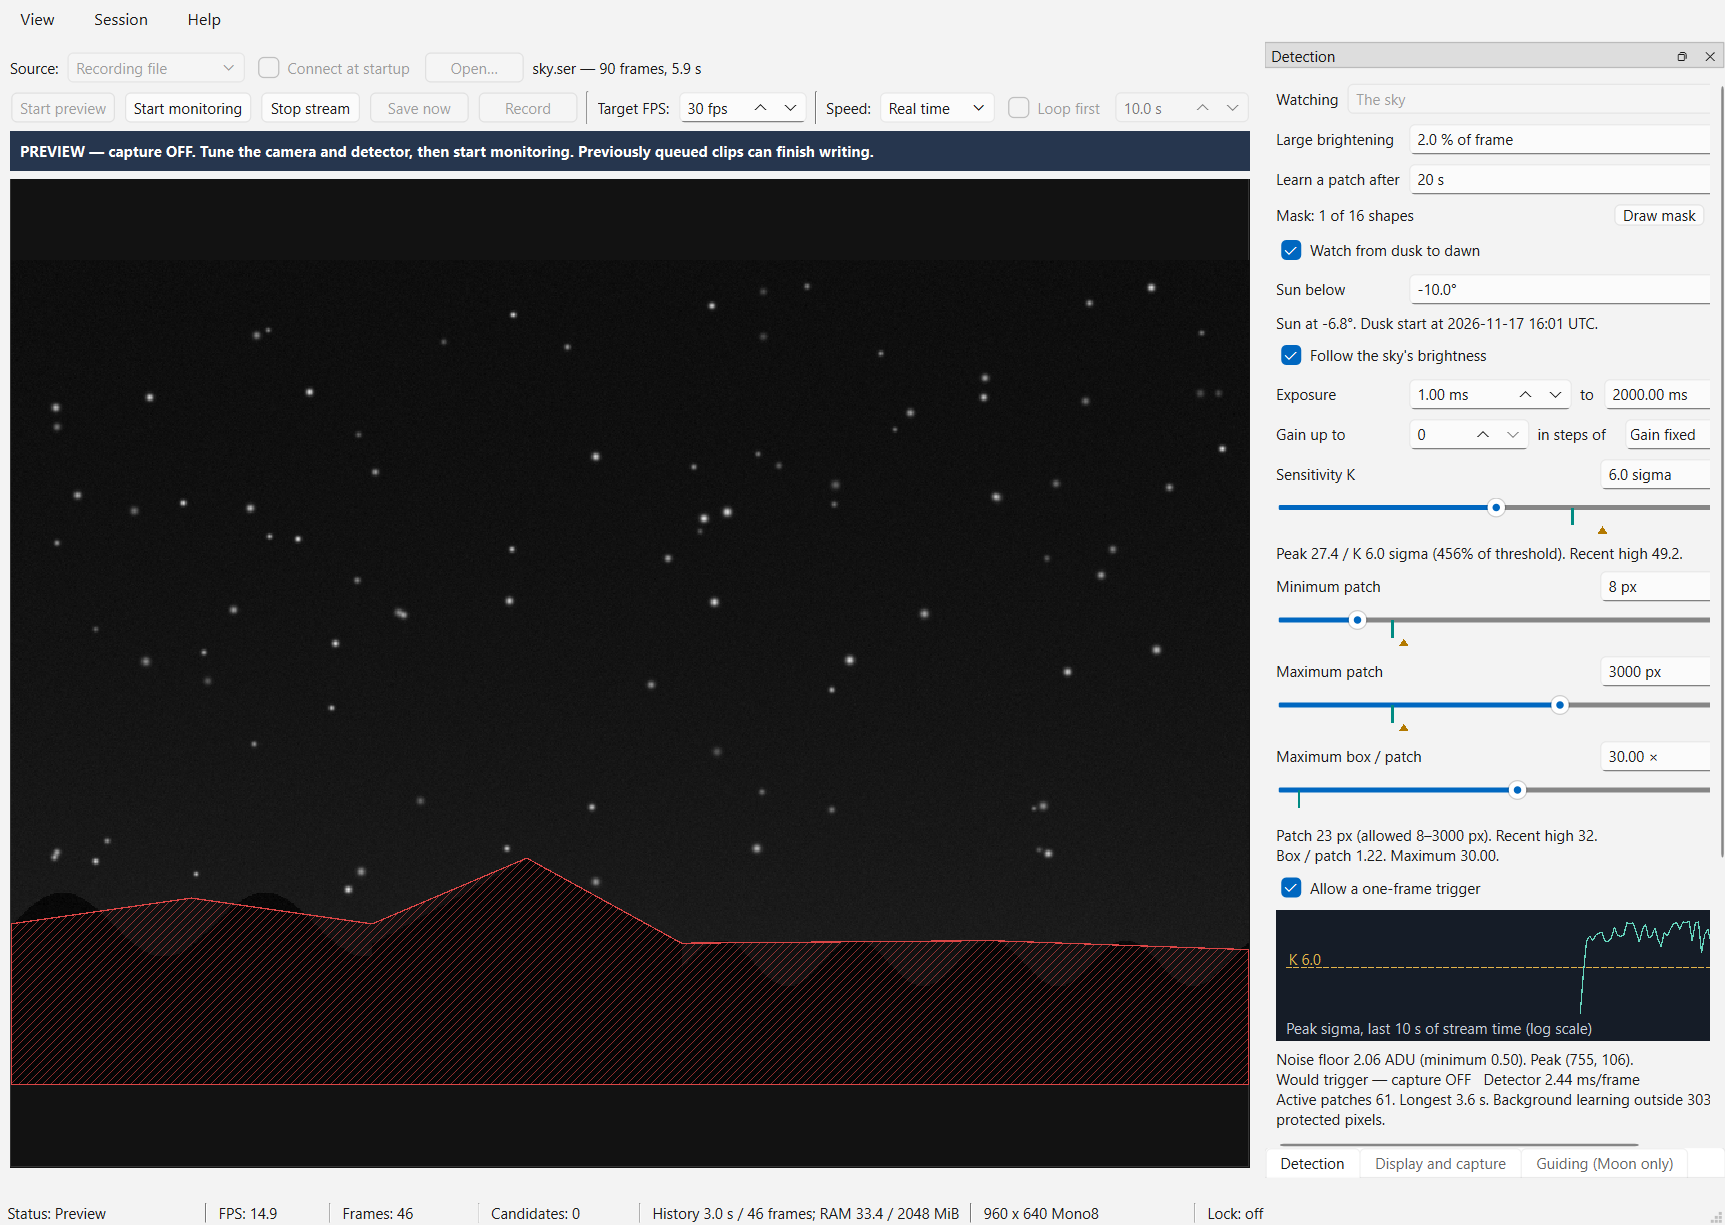 View Session Help
Source: Recording file Connect at startup Open... sky.ser — 90 frames, 5.9 s
Start preview Start monitoring Stop stream Save now Record Target FPS: 30 fps Speed: Real time Loop first 10.0 s
PREVIEW — capture OFF. Tune the camera and detector, then start monitoring. Previously queued clips can finish writing.
Detection
Watching The sky
Large brightening 2.0 % of frame
Learn a patch after 20 s
Mask: 1 of 16 shapes Draw mask
Watch from dusk to dawn
Sun below -10.0°
Sun at -6.8°. Dusk start at 2026-11-17 16:01 UTC.
Follow the sky's brightness
Exposure 1.00 ms to 2000.00 ms
Gain up to 0 in steps of Gain fixed
Sensitivity K 6.0 sigma
Peak 27.4 / K 6.0 sigma (456% of threshold). Recent high 49.2.
Minimum patch 8 px
Maximum patch 3000 px
Maximum box / patch 30.00 ×
Patch 23 px (allowed 8–3000 px). Recent high 32.
Box / patch 1.22. Maximum 30.00.
Allow a one-frame trigger
K 6.0
Peak sigma, last 10 s of stream time (log scale)
Noise floor 2.06 ADU (minimum 0.50). Peak (755, 106).
Would trigger — capture OFF Detector 2.44 ms/frame
Active patches 61. Longest 3.6 s. Background learning outside 303
protected pixels.
Detection Display and capture Guiding (Moon only)
Status: Preview FPS: 14.9 Frames: 46 Candidates: 0 History 3.0 s / 46 frames; RAM 33.4 / 2048 MiB 960 x 640 Mono8 Lock: off